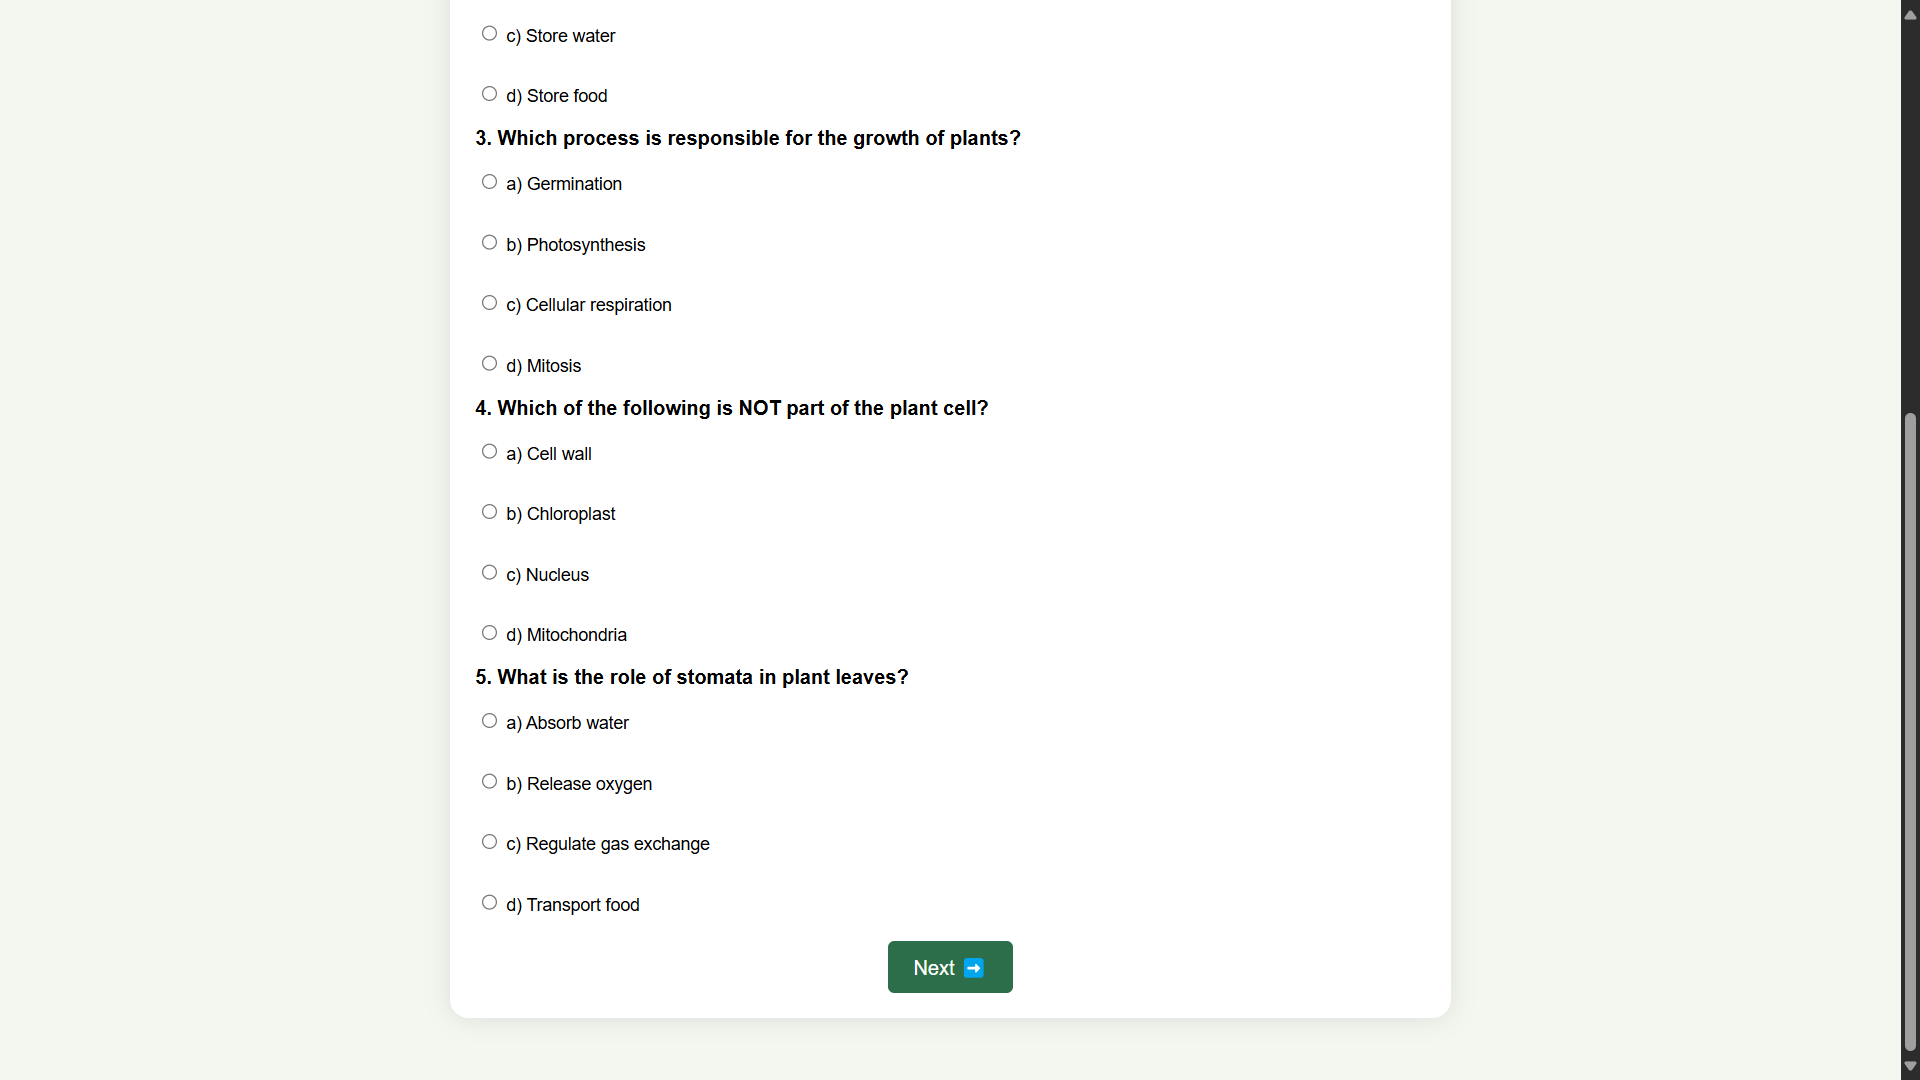 c) Store water
d) Store food
3. Which process is responsible for the growth of plants?
a) Germination
b) Photosynthesis
c) Cellular respiration
d) Mitosis
4. Which of the following is NOT part of the plant cell?
a) Cell wall
b) Chloroplast
c) Nucleus
d) Mitochondria
5. What is the role of stomata in plant leaves?
a) Absorb water
b) Release oxygen
c) Regulate gas exchange
d) Transport food
Next ➡️